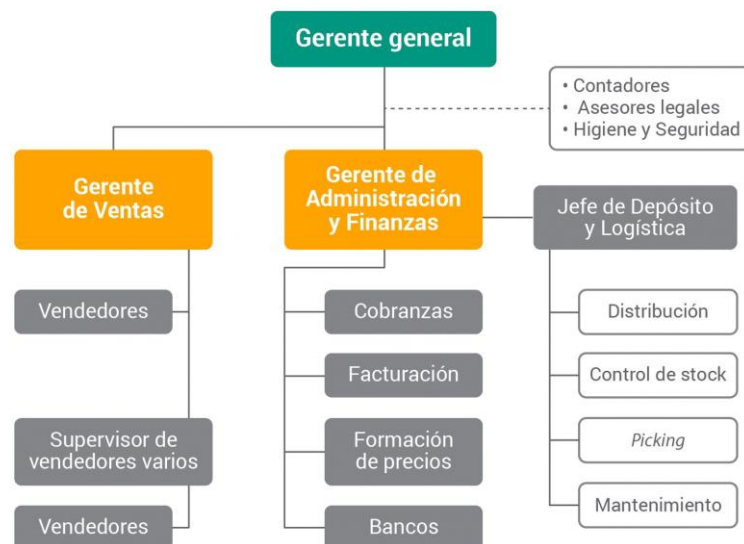 Gerente general
• Contadores
• Asesores legales
• Higiene y Seguridad
Gerente
de Ventas
Gerente de
Administración
y Finanzas
Jefe de Depósito
y Logística
Vendedores
Supervisor de
vendedores varios
Vendedores
Cobranzas
Facturación
Formación
de precios
Bancos
Distribución
Control de stock
Picking
Mantenimiento